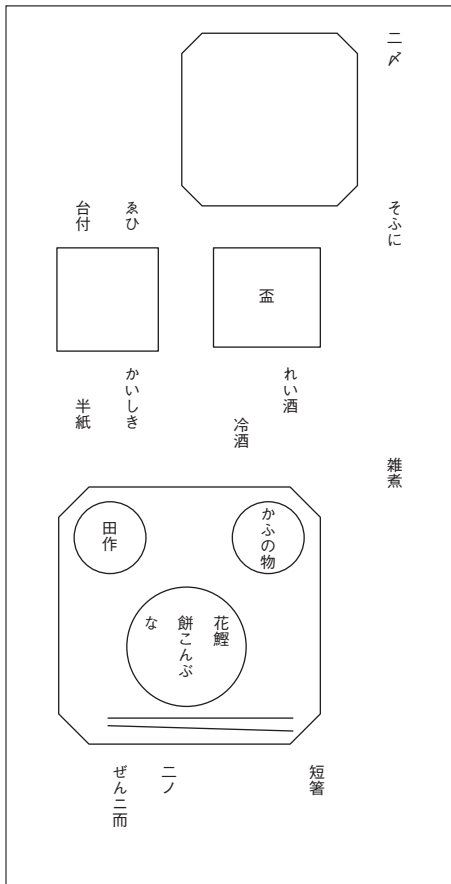 二〆
そふに
雑煮
盃
れい酒
冷酒
ゑひ
台付
かいしき
半紙
かふの物
田作
花鰹
餅こんぶ
な
短箸
二ノ
ぜん二而